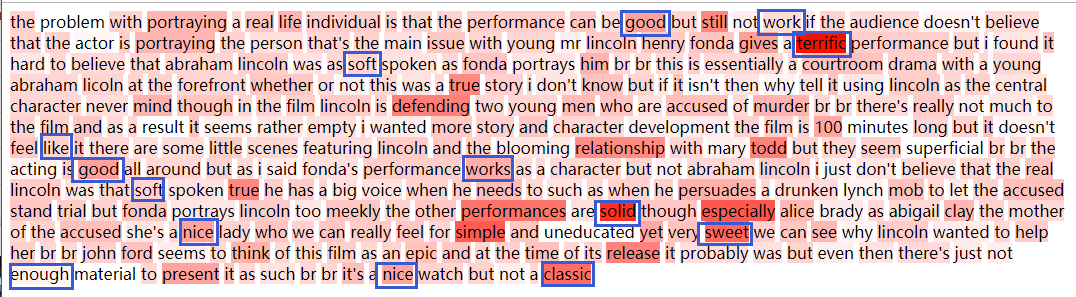 the problem with portraying a real life individual is that the performance can be good but still not work if the audience doesn't believe
that the actor is portraying the person that's the main issue with young mr lincoln henry fonda gives a terrific performance but i found it
hard to believe that abraham lincoln was as soft spoken as fonda portrays him br br this is essentially a courtroom drama with a young
abraham licoln at the forefront whether or not this was a true story i don't know but if it isn't then why tell it using lincoln as the central
character never mind though in the film lincoln is defending two young men who are accused of murder br br there's really not much to
the film and as a result it seems rather empty i wanted more story and character development the film is 100 minutes long but it doesn't
feel like it there are some little scenes featuring lincoln and the blooming relationship with mary todd but they seem superficial br br the
acting is good all around but as i said fonda's performance works as a character but not abraham lincoln i just don't believe that the real
lincoln was that soft spoken true he has a big voice when he needs to such as when he persuades a drunken lynch mob to let the accused
stand trial but fonda portrays lincoln too meekly the other performances are solid though especially alice brady as abigail clay the mother
of the accused she's a nice lady who we can really feel for simple and uneducated yet very sweet we can see why lincoln wanted to help
her br br john ford seems to think of this film as an epic and at the time of its release it probably was but even then there's just not
enough material to present it as such br br it's a nice watch but not a classic